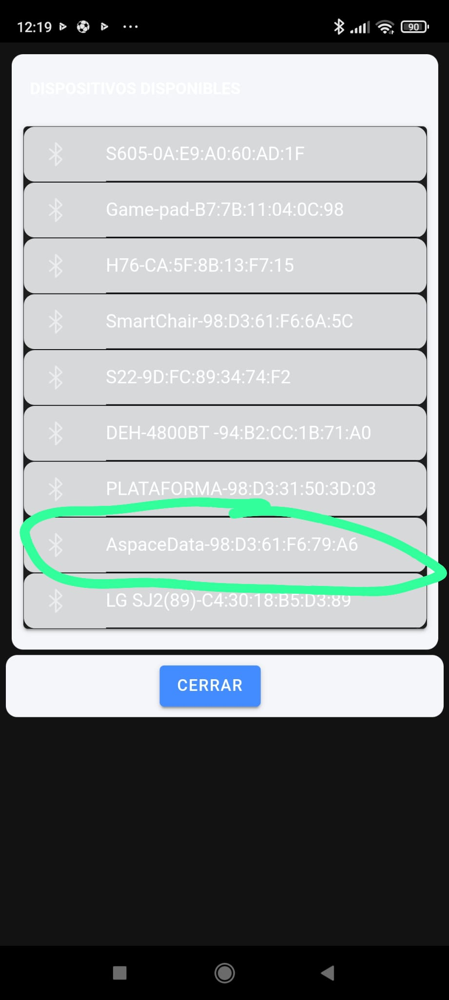 12:19
90
DISPOSITIVOS DISPONIBLES
S605-0A:E9:A0:60:AD:1F
Game-pad-B7:7B:11:04:0C:98
H76-CA:5F:8B:13:F7:15
SmartChair-98:D3:61:F6:6A:5C
S22-9D:FC:89:34:74:F2
DEH-4800BT -94:B2:CC:1B:71:A0
PLATAFORMA-98:D3:31:50:3D:03
AspaceData-98:D3:61:F6:79:A6
LG SJ2(89)-C4:30:18:B5:D3:89
CERRAR